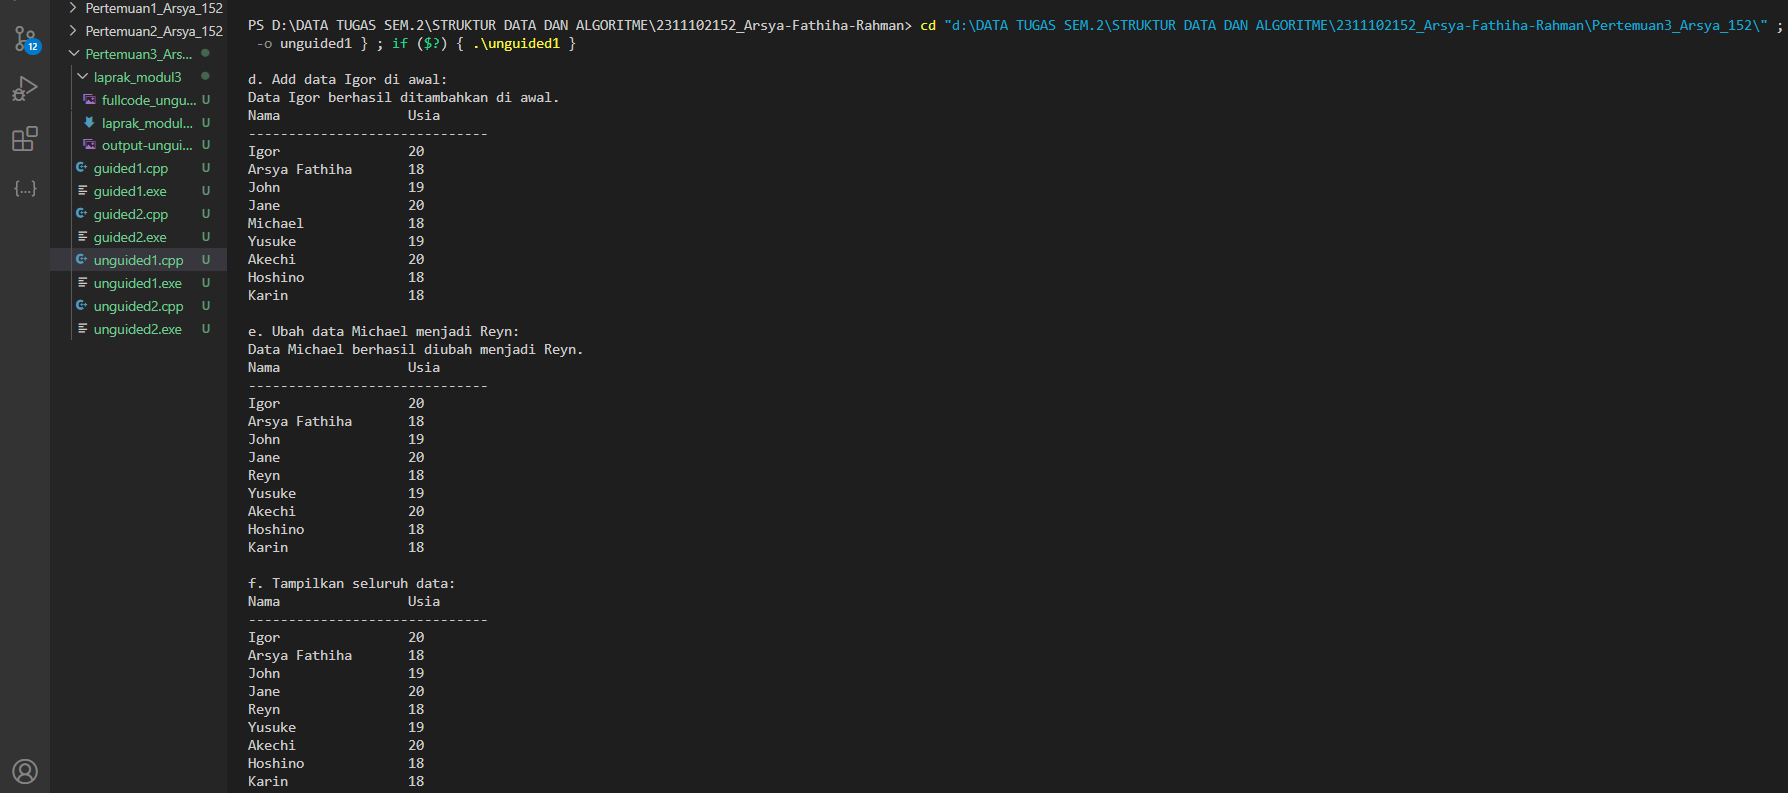 Pertemuan1_Arsya_152
Pertemuan2_Arsya_152
Pertemuan3_Ars...
laprak_modul3
fullcode_ungu... U
laprak_modul... U
output-ungui... U
guided1.cpp U
guided1.exe U
guided2.cpp U
guided2.exe U
unguided1.cpp U
unguided1.exe U
unguided2.cpp U
unguided2.exe U
12
PS D:\DATA TUGAS SEM.2\STRUKTUR DATA DAN ALGORITME\2311102152_Arsya-Fathiha-Rahman> cd "d:\DATA TUGAS SEM.2\STRUKTUR DATA DAN ALGORITME\2311102152_Arsya-Fathiha-Rahman\Pertemuan3_Arsya_152\" ;
-o unguided1 } ; if ($?) { .\unguided1 }
d. Add data Igor di awal:
Data Igor berhasil ditambahkan di awal.
Nama Usia
------------------------------
Igor 20
Arsya Fathiha 18
John 19
Jane 20
Michael 18
Yusuke 19
Akechi 20
Hoshino 18
Karin 18
e. Ubah data Michael menjadi Reyn:
Data Michael berhasil diubah menjadi Reyn.
Nama Usia
------------------------------
Igor 20
Arsya Fathiha 18
John 19
Jane 20
Reyn 18
Yusuke 19
Akechi 20
Hoshino 18
Karin 18
f. Tampilkan seluruh data:
Nama Usia
------------------------------
Igor 20
Arsya Fathiha 18
John 19
Jane 20
Reyn 18
Yusuke 19
Akechi 20
Hoshino 18
Karin 18